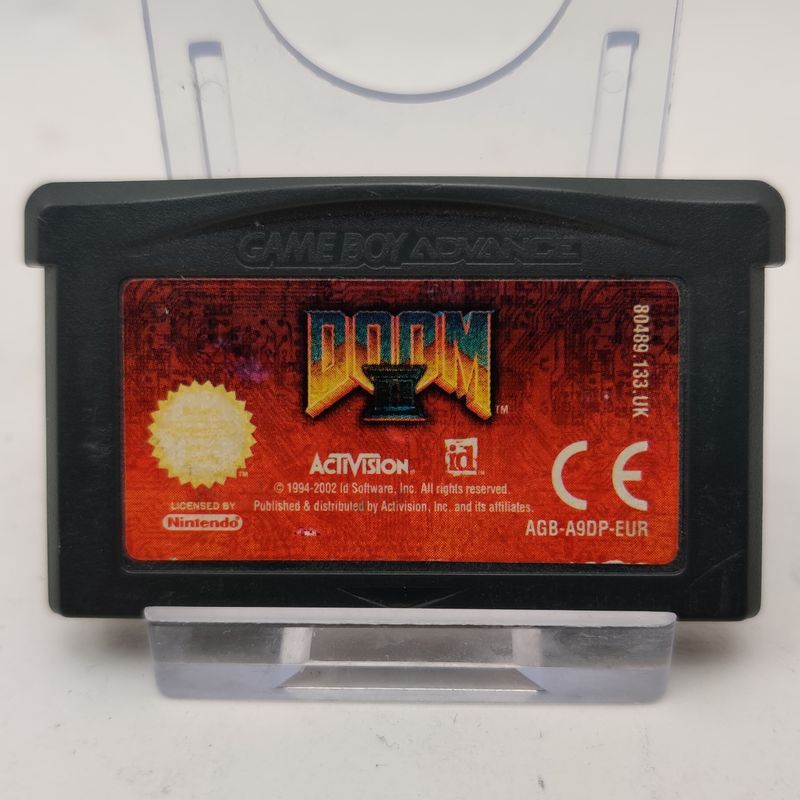 GAME BOY ADVANCE
DOOM
II
TM
80489.133.UK
TM
LICENSED BY
Nintendo
ACTIVISION
id
© 1994-2002 Id Software, Inc. All rights reserved.
Published & distributed by Activision, Inc. and its affiliates.
CE
AGB-A9DP-EUR